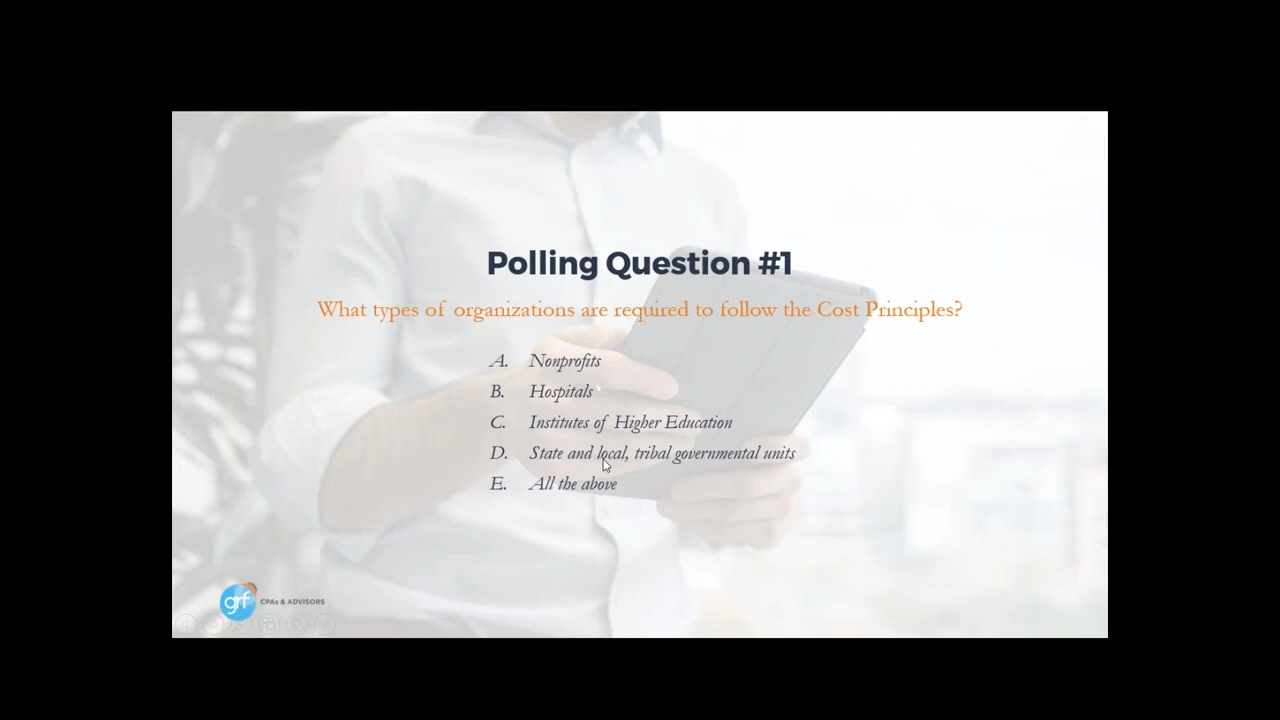 Polling Question #1
What types of organizations are required to follow the Cost Principles?
A. Nonprofits
B. Hospitals
C. Institutes of Higher Education
D. State and local, tribal governmental units
E. All the above
grf CPAs & ADVISORS